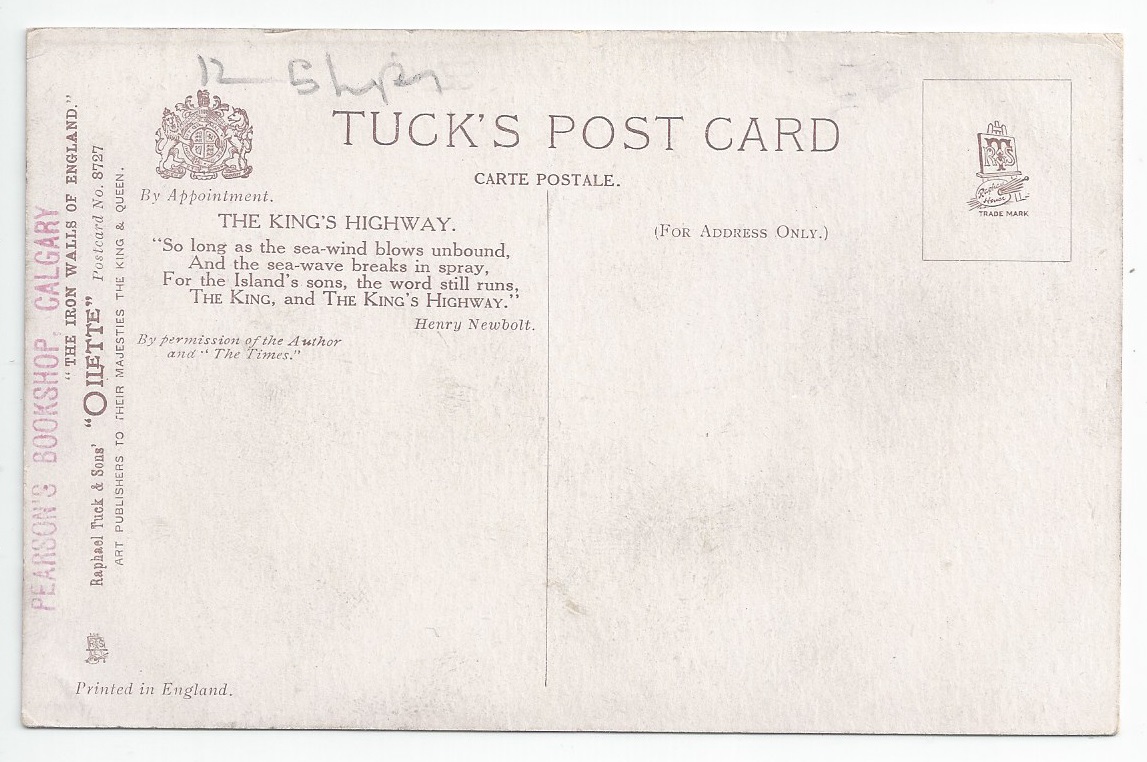 12 Ships
TUCK'S POST CARD
CARTE POSTALE.
By Appointment.
THE KING'S HIGHWAY.
"So long as the sea-wind blows unbound,
And the sea-wave breaks in spray,
For the Island's sons, the word still runs,
THE KING, and THE KING'S HIGHWAY."
Henry Newbolt.
By permission of the Author
and "The Times."
(FOR ADDRESS ONLY.)
RTS
Raphael
House
TRADE MARK
PEARSON'S BOOKSHOP, CALGARY
"THE IRON WALLS OF ENGLAND."
Raphael Tuck & Sons' "OILETTE" Postcard No. 8727
ART PUBLISHERS TO THEIR MAJESTIES THE KING & QUEEN.
Printed in England.